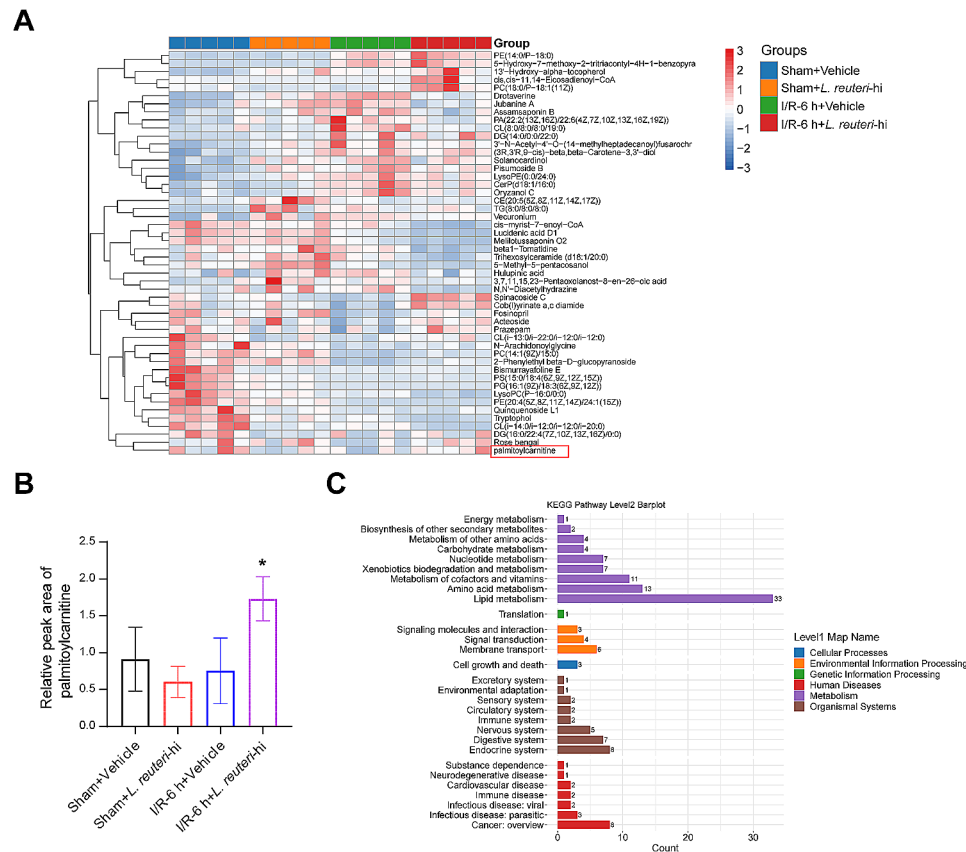 A
Group
PE(14:0/P-18:0)
5-Hydroxy-7-methoxy-2-tritriacontyl-4H-1-benzopyra
13'-Hydroxy-alpha-tocopherol
cis,cis-11,14-Eicosadienoyl-CoA
PC(18:0/P-18:1(11Z))
Drotaverine
Jubanine A
Assamsaponin B
PA(22:2(13Z,16Z)/22:6(4Z,7Z,10Z,13Z,16Z,19Z))
CL(8:0/8:0/8:0/19:0)
DG(14:0/0:0/22:0)
3'-N-Acetyl-4'-O-(14-methylheptadecanoyl)fusarochr
(3R,3'R,9-cis)-beta,beta-Carotene-3,3'-diol
Solanocardinol
Pisumoside B
LysoPE(0:0/24:0)
CerP(d18:1/16:0)
Oryzanol C
CE(20:5(5Z,8Z,11Z,14Z,17Z))
TG(8:0/8:0/8:0)
Vecuronium
cis-myrist-7-enoyl-CoA
Lucidenic acid D1
Melilotussaponin O2
beta1-Tomatidine
Trihexosylceramide (d18:1/20:0)
5-Methyl-5-pentacosanol
Hulupinic acid
3,7,11,15,23-Pentaoxolanost-8-en-26-oic acid
N,N'-Diacetylhydrazine
Spinacoside C
Cob(I)yrinate a,c diamide
Fosinopril
Acteoside
Prazepam
CL(i-13:0/i-22:0/i-12:0/i-12:0)
N-Arachidonoylglycine
PC(14:1(9Z)/15:0)
2-Phenylethyl beta-D-glucopyranoside
Bismurrayafoline E
PS(15:0/18:4(6Z,9Z,12Z,15Z))
PG(16:1(9Z)/18:3(6Z,9Z,12Z))
LysoPC(P-16:0/0:0)
PE(20:4(5Z,8Z,11Z,14Z)/24:1(15Z))
Quinquenoside L1
Tryptophol
CL(i-14:0/i-12:0/i-12:0/i-20:0)
DG(16:0/22:4(7Z,10Z,13Z,16Z)/0:0)
Rose bengal
palmitoylcarnitine
3
2
1
0
−1
−2
−3
Groups
Sham+Vehicle
Sham+L. reuteri-hi
I/R-6 h+Vehicle
I/R-6 h+L. reuteri-hi
B
Relative peak area of
palmitoylcarnitine
2.5
2.0
1.5
1.0
0.5
0.0
*
Sham+Vehicle
Sham+L. reuteri-hi
I/R-6 h+Vehicle
I/R-6 h+L. reuteri-hi
C
KEGG Pathway Level2 Barplot
Energy metabolism 1
Biosynthesis of other secondary metabolites 2
Metabolism of other amino acids 4
Carbohydrate metabolism 4
Nucleotide metabolism 7
Xenobiotics biodegradation and metabolism 7
Metabolism of cofactors and vitamins 11
Amino acid metabolism 13
Lipid metabolism 33
Translation 1
Signaling molecules and interaction 3
Signal transduction 4
Membrane transport 6
Cell growth and death 3
Excretory system 1
Environmental adaptation 1
Sensory system 2
Circulatory system 2
Immune system 2
Nervous system 5
Digestive system 7
Endocrine system 8
Substance dependence 1
Neurodegenerative disease 1
Cardiovascular disease 2
Immune disease 2
Infectious disease: viral 2
Infectious disease: parasitic 3
Cancer: overview 8
0 10 20 30
Count
Level1 Map Name
Cellular Processes
Environmental Information Processing
Genetic Information Processing
Human Diseases
Metabolism
Organismal Systems